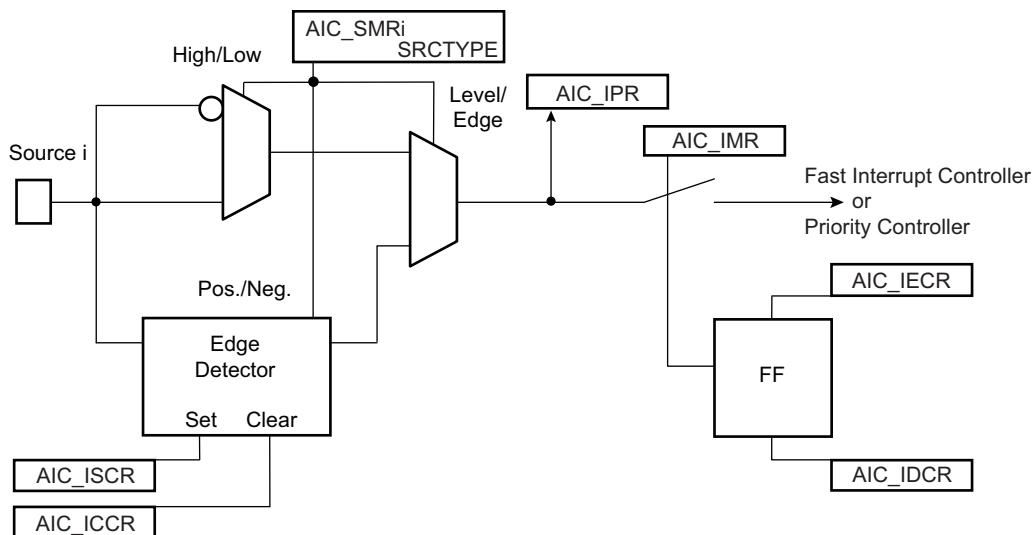 AIC_SMRi
SRCTYPE
High/Low
Level/
Edge
AIC_IPR
AIC_IMR
Source i
Fast Interrupt Controller
or
Priority Controller
Pos./Neg.
AIC_IECR
Edge
Detector
FF
Set Clear
AIC_ISCR
AIC_IDCR
AIC_ICCR